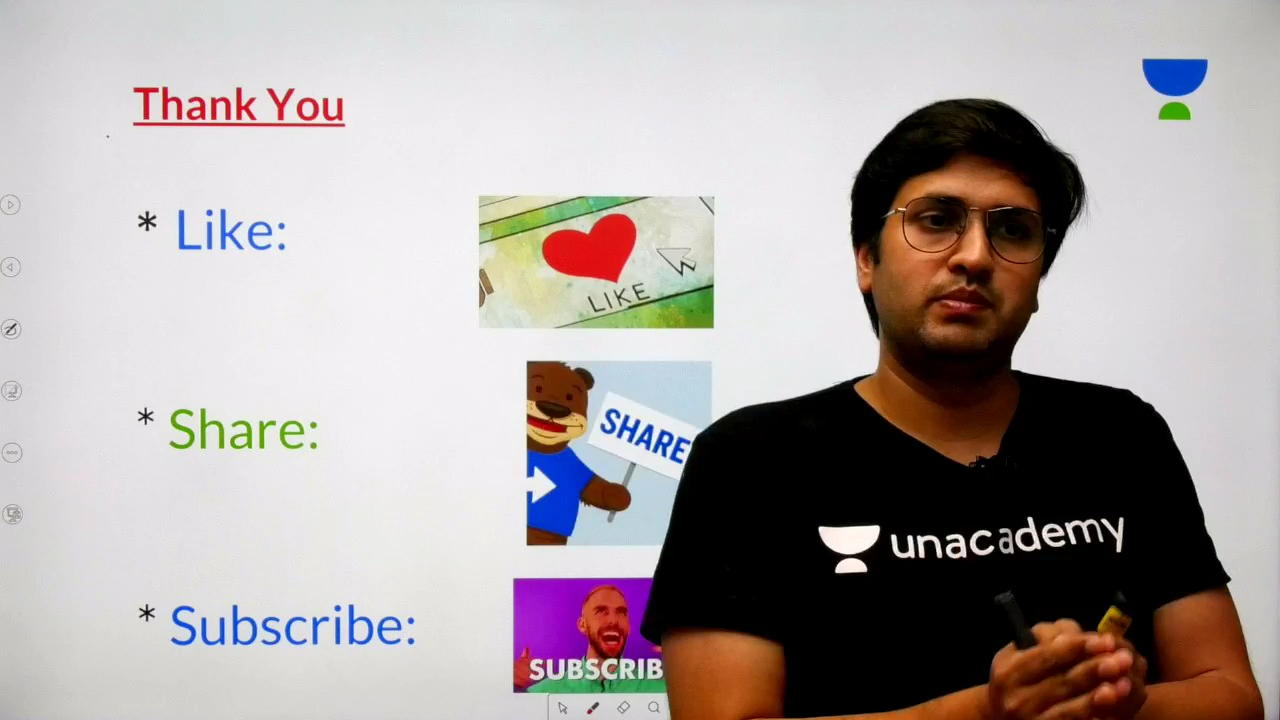 Thank You
* Like:
LIKE
* Share:
SHARE
* Subscribe:
SUBSCRIB
unacademy